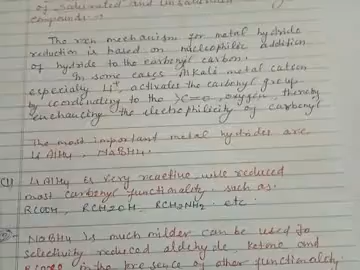 of saturated and unsaturated
compounds.
The rxn mechanism for metal hydride
reduction is based on nucleophilic addition
of hydride to the carbonyl carbon.
In some cases Alkali metal cation
especially Li+, activates the carbonyl group
by coordinating to the >C=O, oxygen, thereby
enhancing the electrophilicity of carbonyl
The most important metal hydrides are
LiAlH4, NaBH4.
LiAlH4 is very reactive will reduced
most carbonyl functionality such as
RCOOH, RCH2OH, RCH2NH2 etc.
NaBH4 is much milder can be used to
selectivity reduced aldehyde, ketone and
in the presence of other functionality